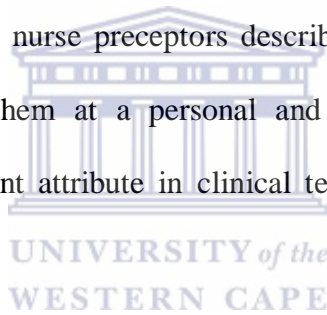 nurse preceptors describ
hem at a personal and
nt attribute in clinical te
UNIVERSITY of the
WESTERN CAPE